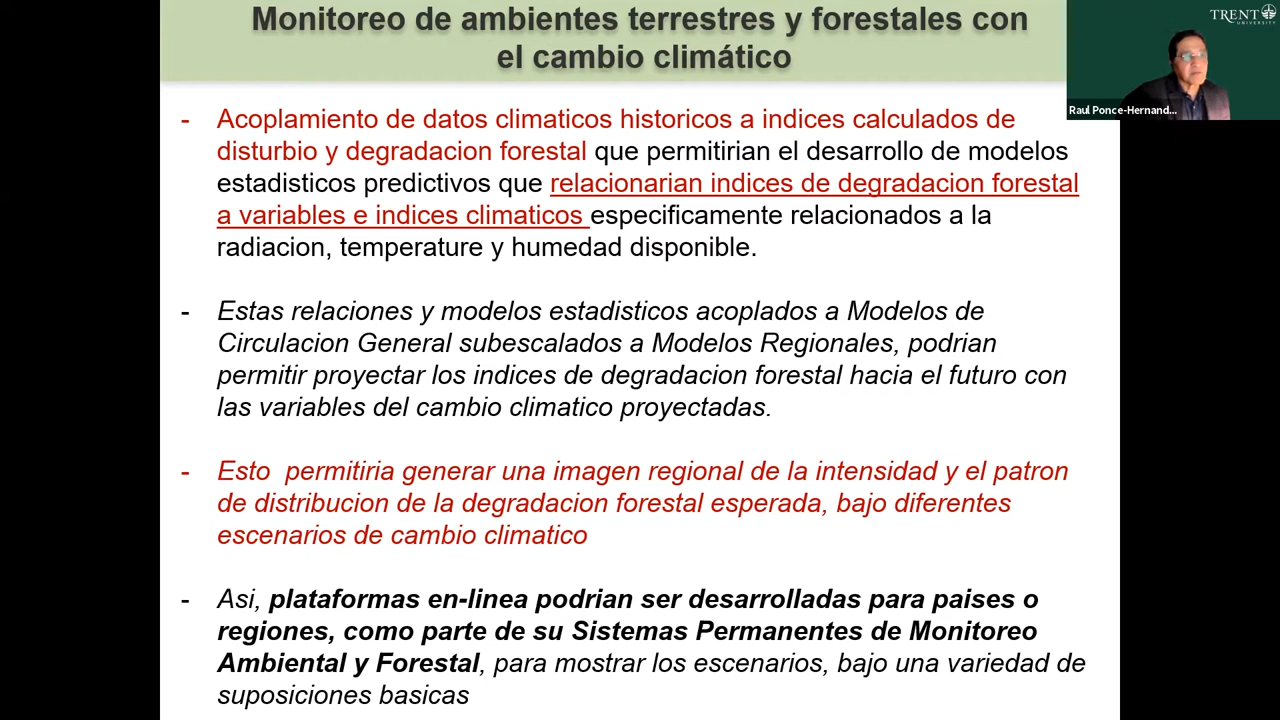 Monitoreo de ambientes terrestres y forestales con
el cambio climático
TRENT
UNIVERSITY
Raul Ponce-Hernand...
- Acoplamiento de datos climaticos historicos a indices calculados de
disturbio y degradacion forestal que permitirian el desarrollo de modelos
estadisticos predictivos que relacionarian indices de degradacion forestal
a variables e indices climaticos especificamente relacionados a la
radiacion, temperature y humedad disponible.
- Estas relaciones y modelos estadisticos acoplados a Modelos de
Circulacion General subescalados a Modelos Regionales, podrian
permitir proyectar los indices de degradacion forestal hacia el futuro con
las variables del cambio climatico proyectadas.
- Esto permitiria generar una imagen regional de la intensidad y el patron
de distribucion de la degradacion forestal esperada, bajo diferentes
escenarios de cambio climatico
- Asi, plataformas en-linea podrian ser desarrolladas para paises o
regiones, como parte de su Sistemas Permanentes de Monitoreo
Ambiental y Forestal, para mostrar los escenarios, bajo una variedad de
suposiciones basicas